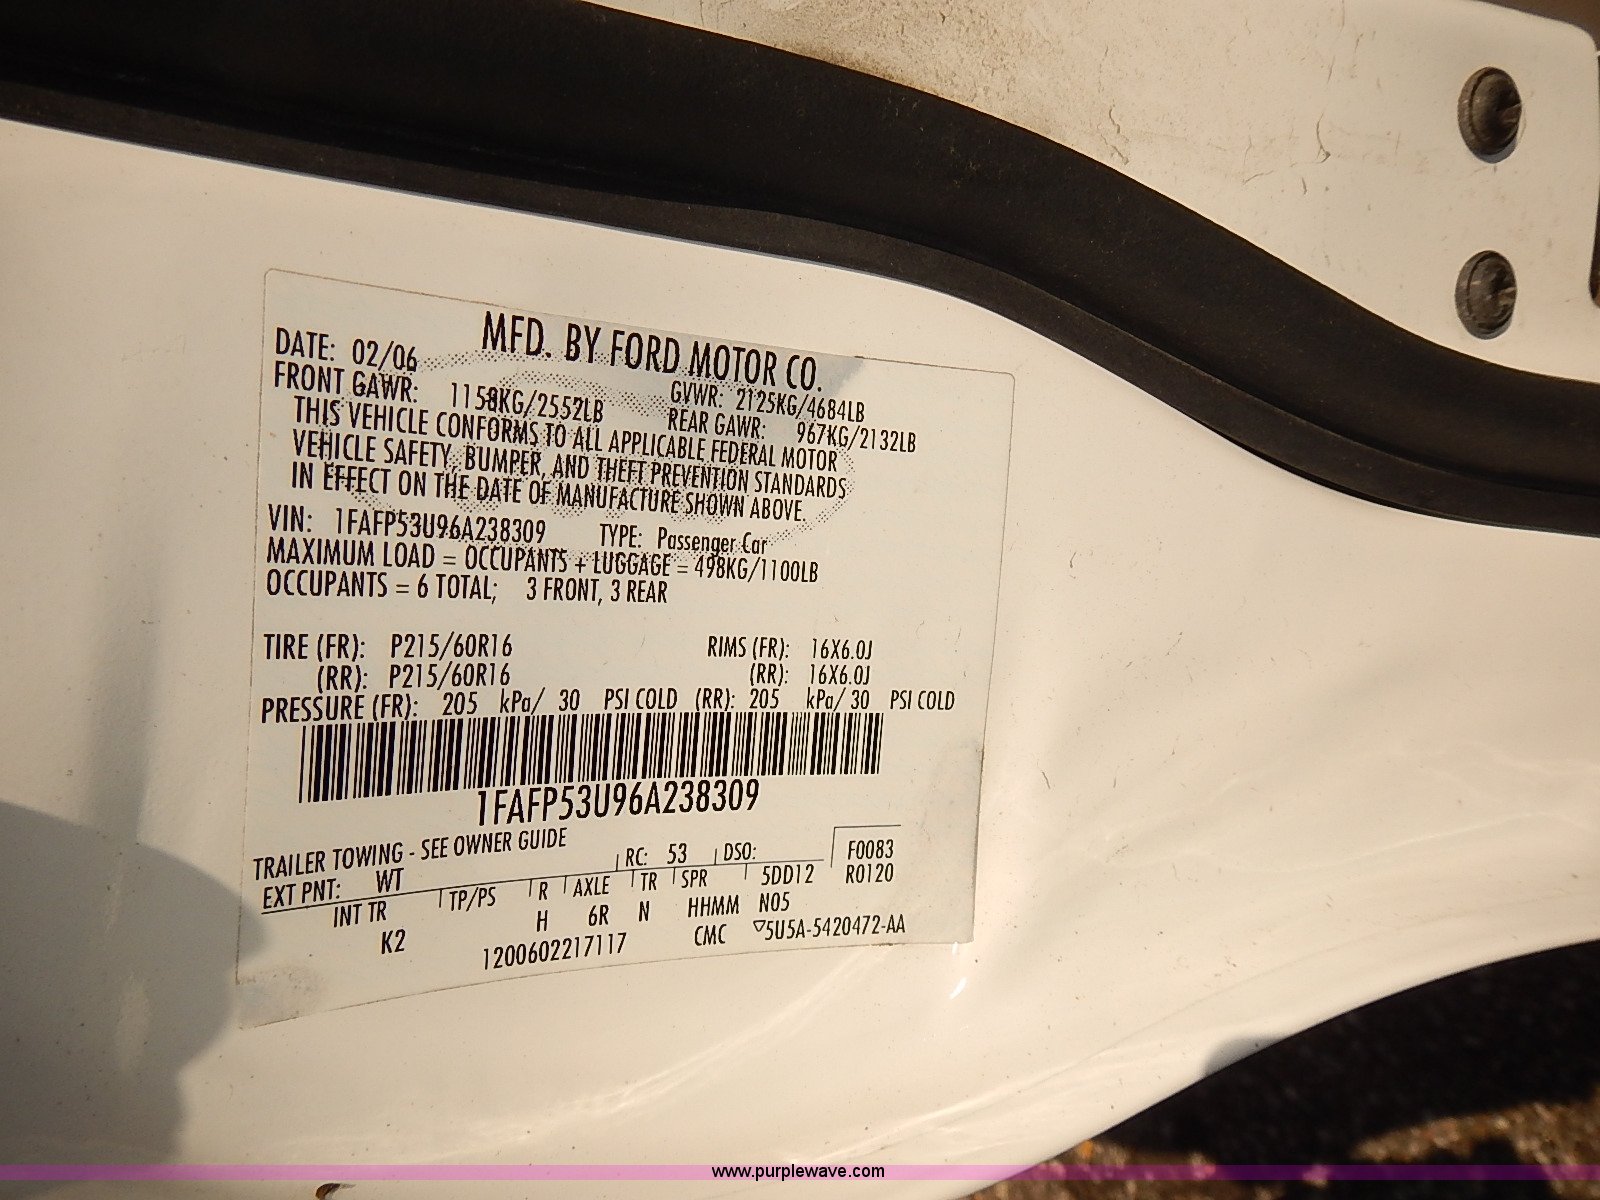 MFD. BY FORD MOTOR CO.
DATE: 02/06 GVWR: 2125KG/4684LB
FRONT GAWR: 1158KG/2552LB REAR GAWR: 967KG/2132LB
THIS VEHICLE CONFORMS TO ALL APPLICABLE FEDERAL MOTOR
VEHICLE SAFETY, BUMPER, AND THEFT PREVENTION STANDARDS
IN EFFECT ON THE DATE OF MANUFACTURE SHOWN ABOVE.
VIN: 1FAFP53U96A238309 TYPE: Passenger Car
MAXIMUM LOAD = OCCUPANTS + LUGGAGE = 498KG/1100LB
OCCUPANTS = 6 TOTAL; 3 FRONT, 3 REAR
TIRE (FR): P215/60R16 RIMS (FR): 16X6.0J
(RR): P215/60R16 (RR): 16X6.0J
PRESSURE (FR): 205 kPa/ 30 PSI COLD (RR): 205 kPa/ 30 PSI COLD
1FAFP53U96A238309
TRAILER TOWING - SEE OWNER GUIDE
EXT PNT: WT RC: 53 DSO: F0083
INT TR TP/PS R AXLE TR SPR 5DD12 R0120
K2 H 6R N HHMM N05
1200602217117 CMC ▽5U5A-5420472-AA
www.purplewave.com